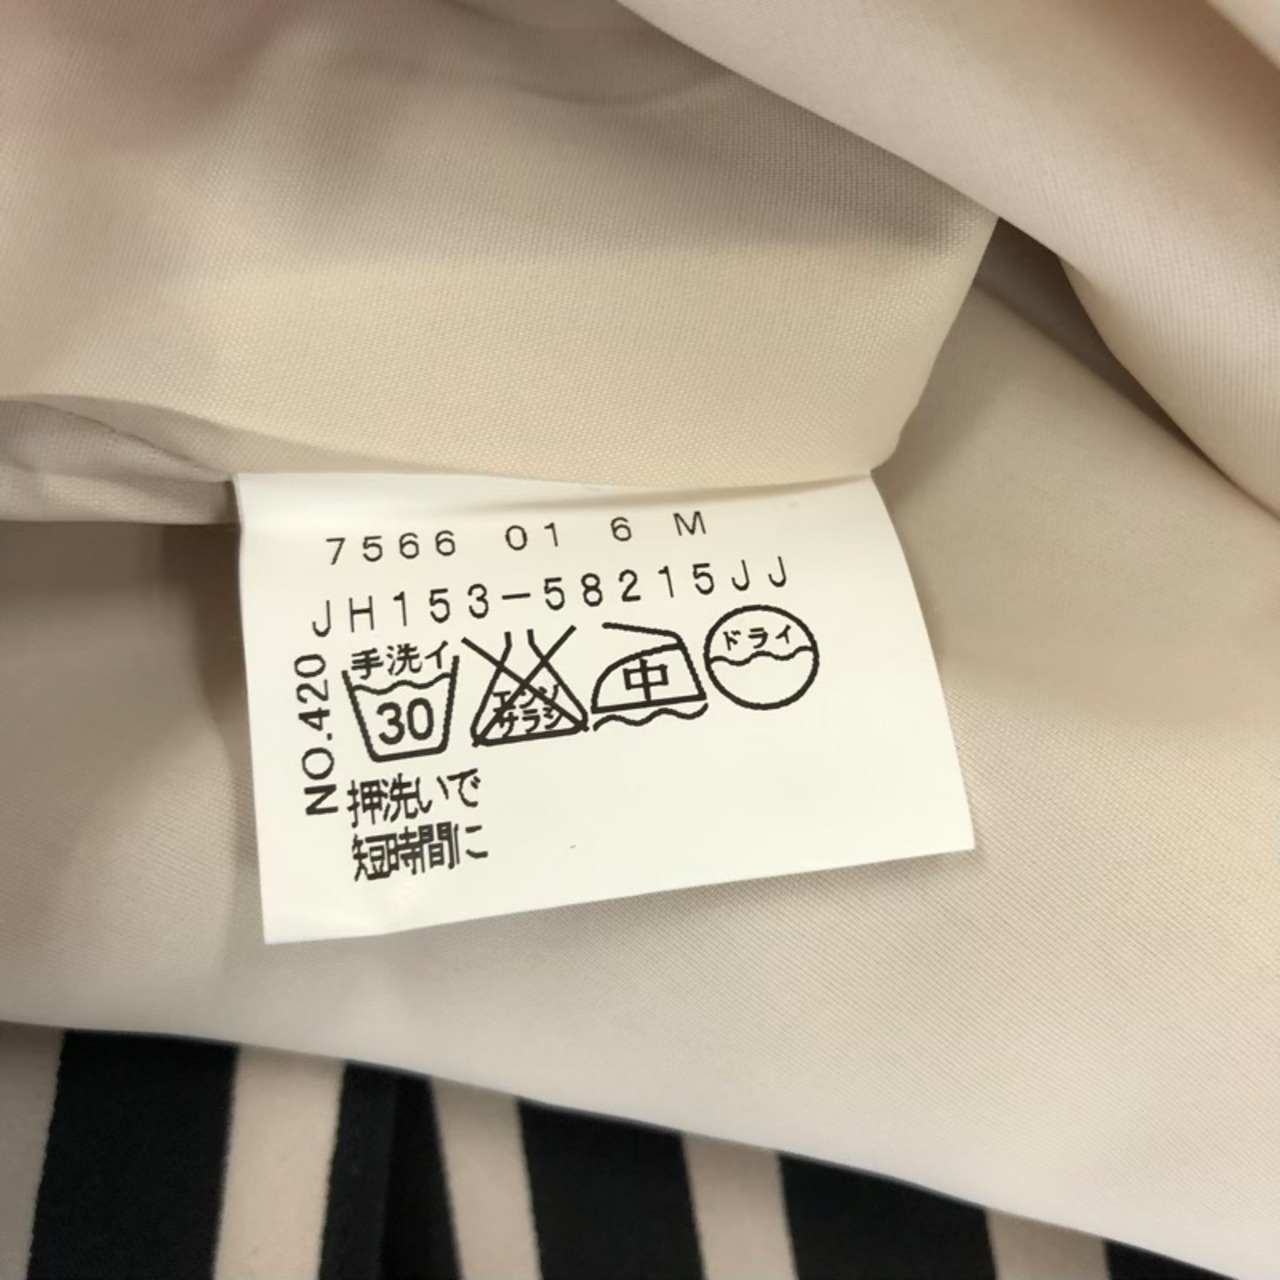 7566 01 6 M
JH153-58215JJ
NO.420
手洗イ
30
エンソ
サラシ
中
ドライ
押洗いで
短時間に